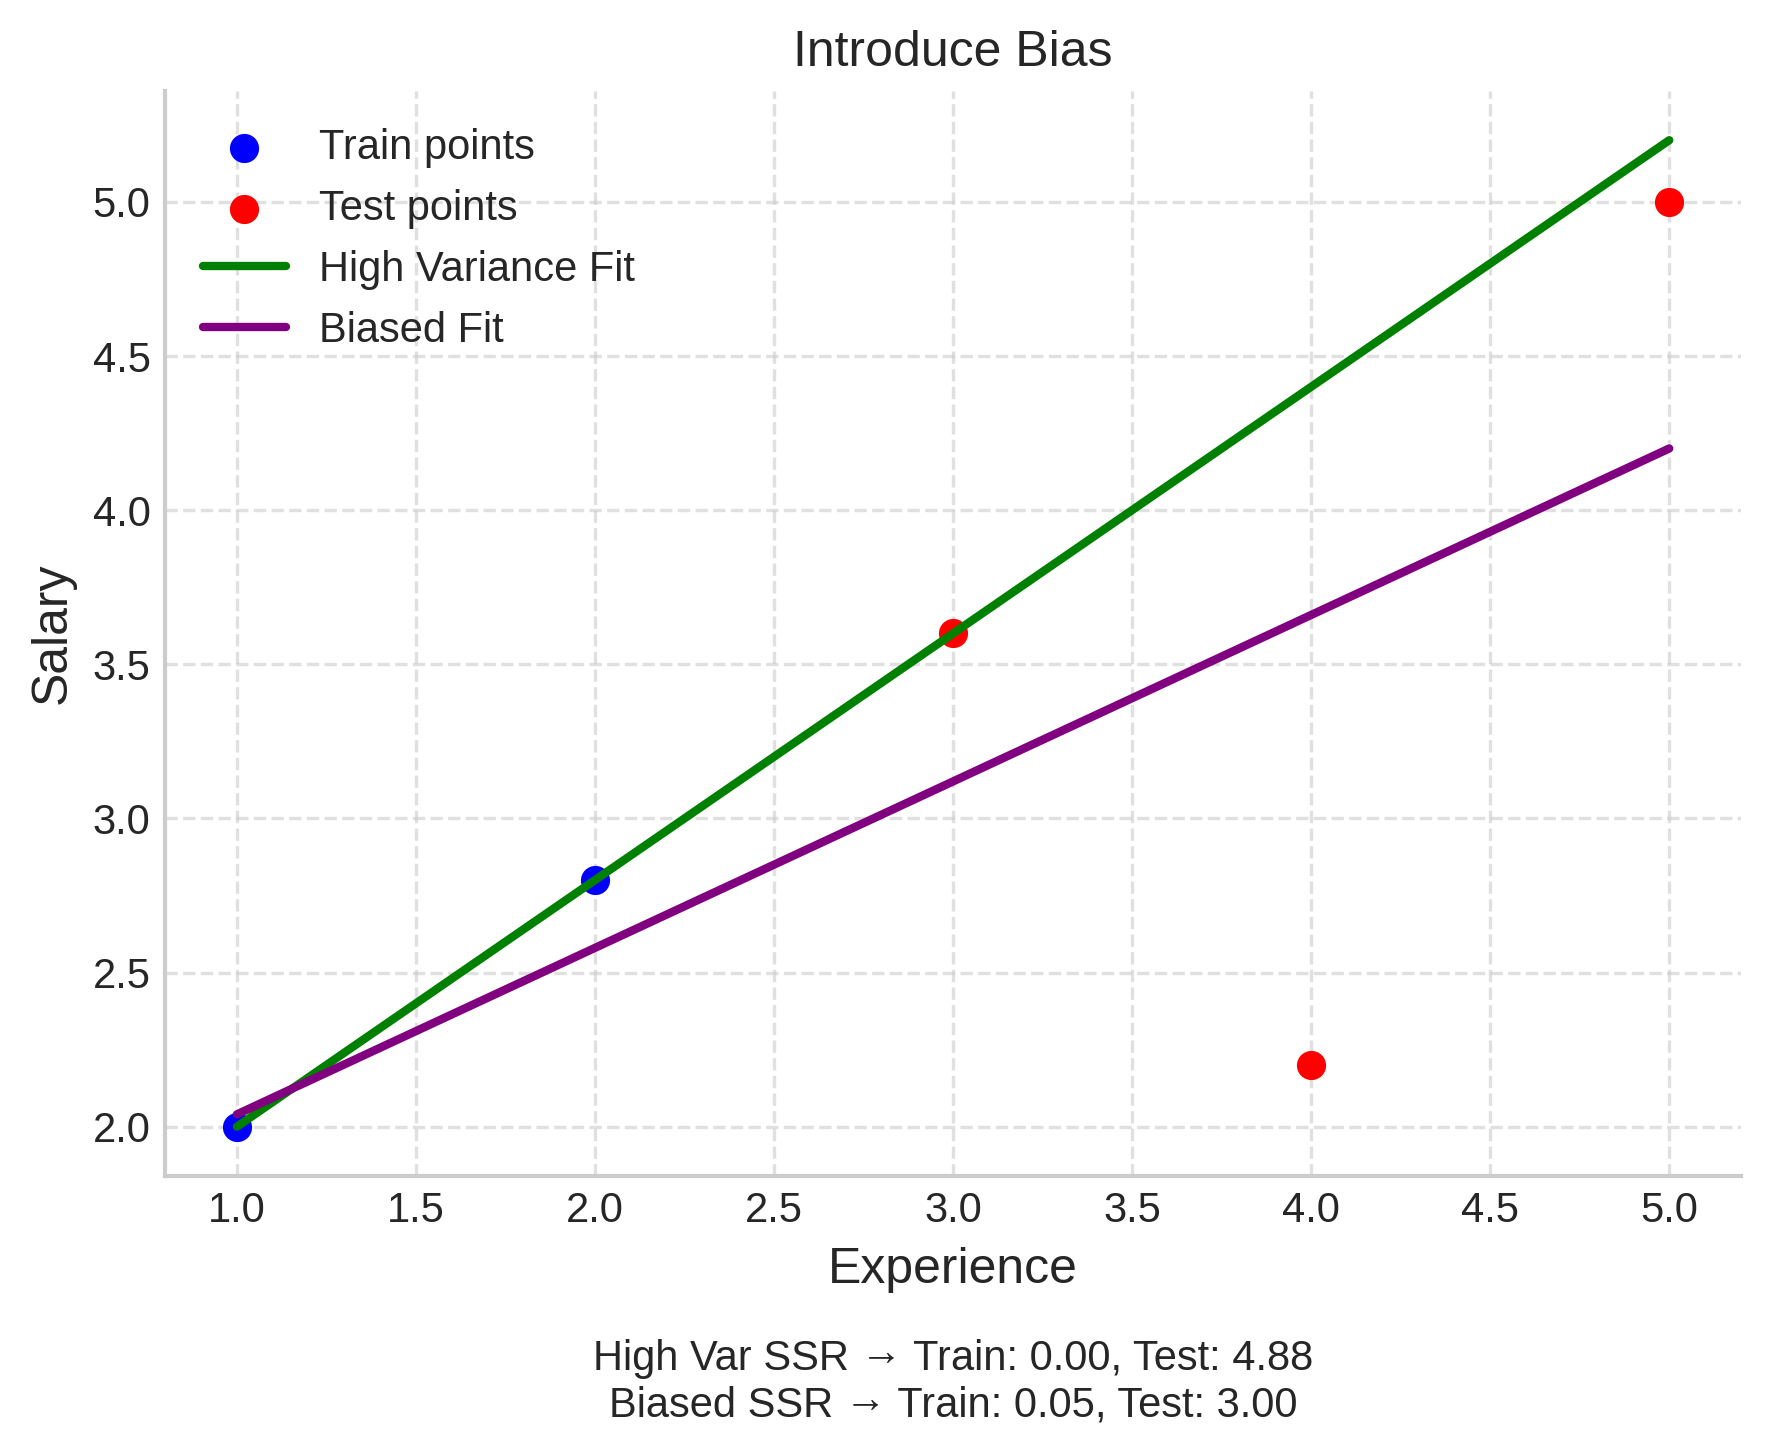 Introduce Bias
Train points
Test points
High Variance Fit
Biased Fit
5.0
4.5
4.0
3.5
3.0
2.5
2.0
Salary
1.0 1.5 2.0 2.5 3.0 3.5 4.0 4.5 5.0
Experience
High Var SSR → Train: 0.00, Test: 4.88
Biased SSR → Train: 0.05, Test: 3.00